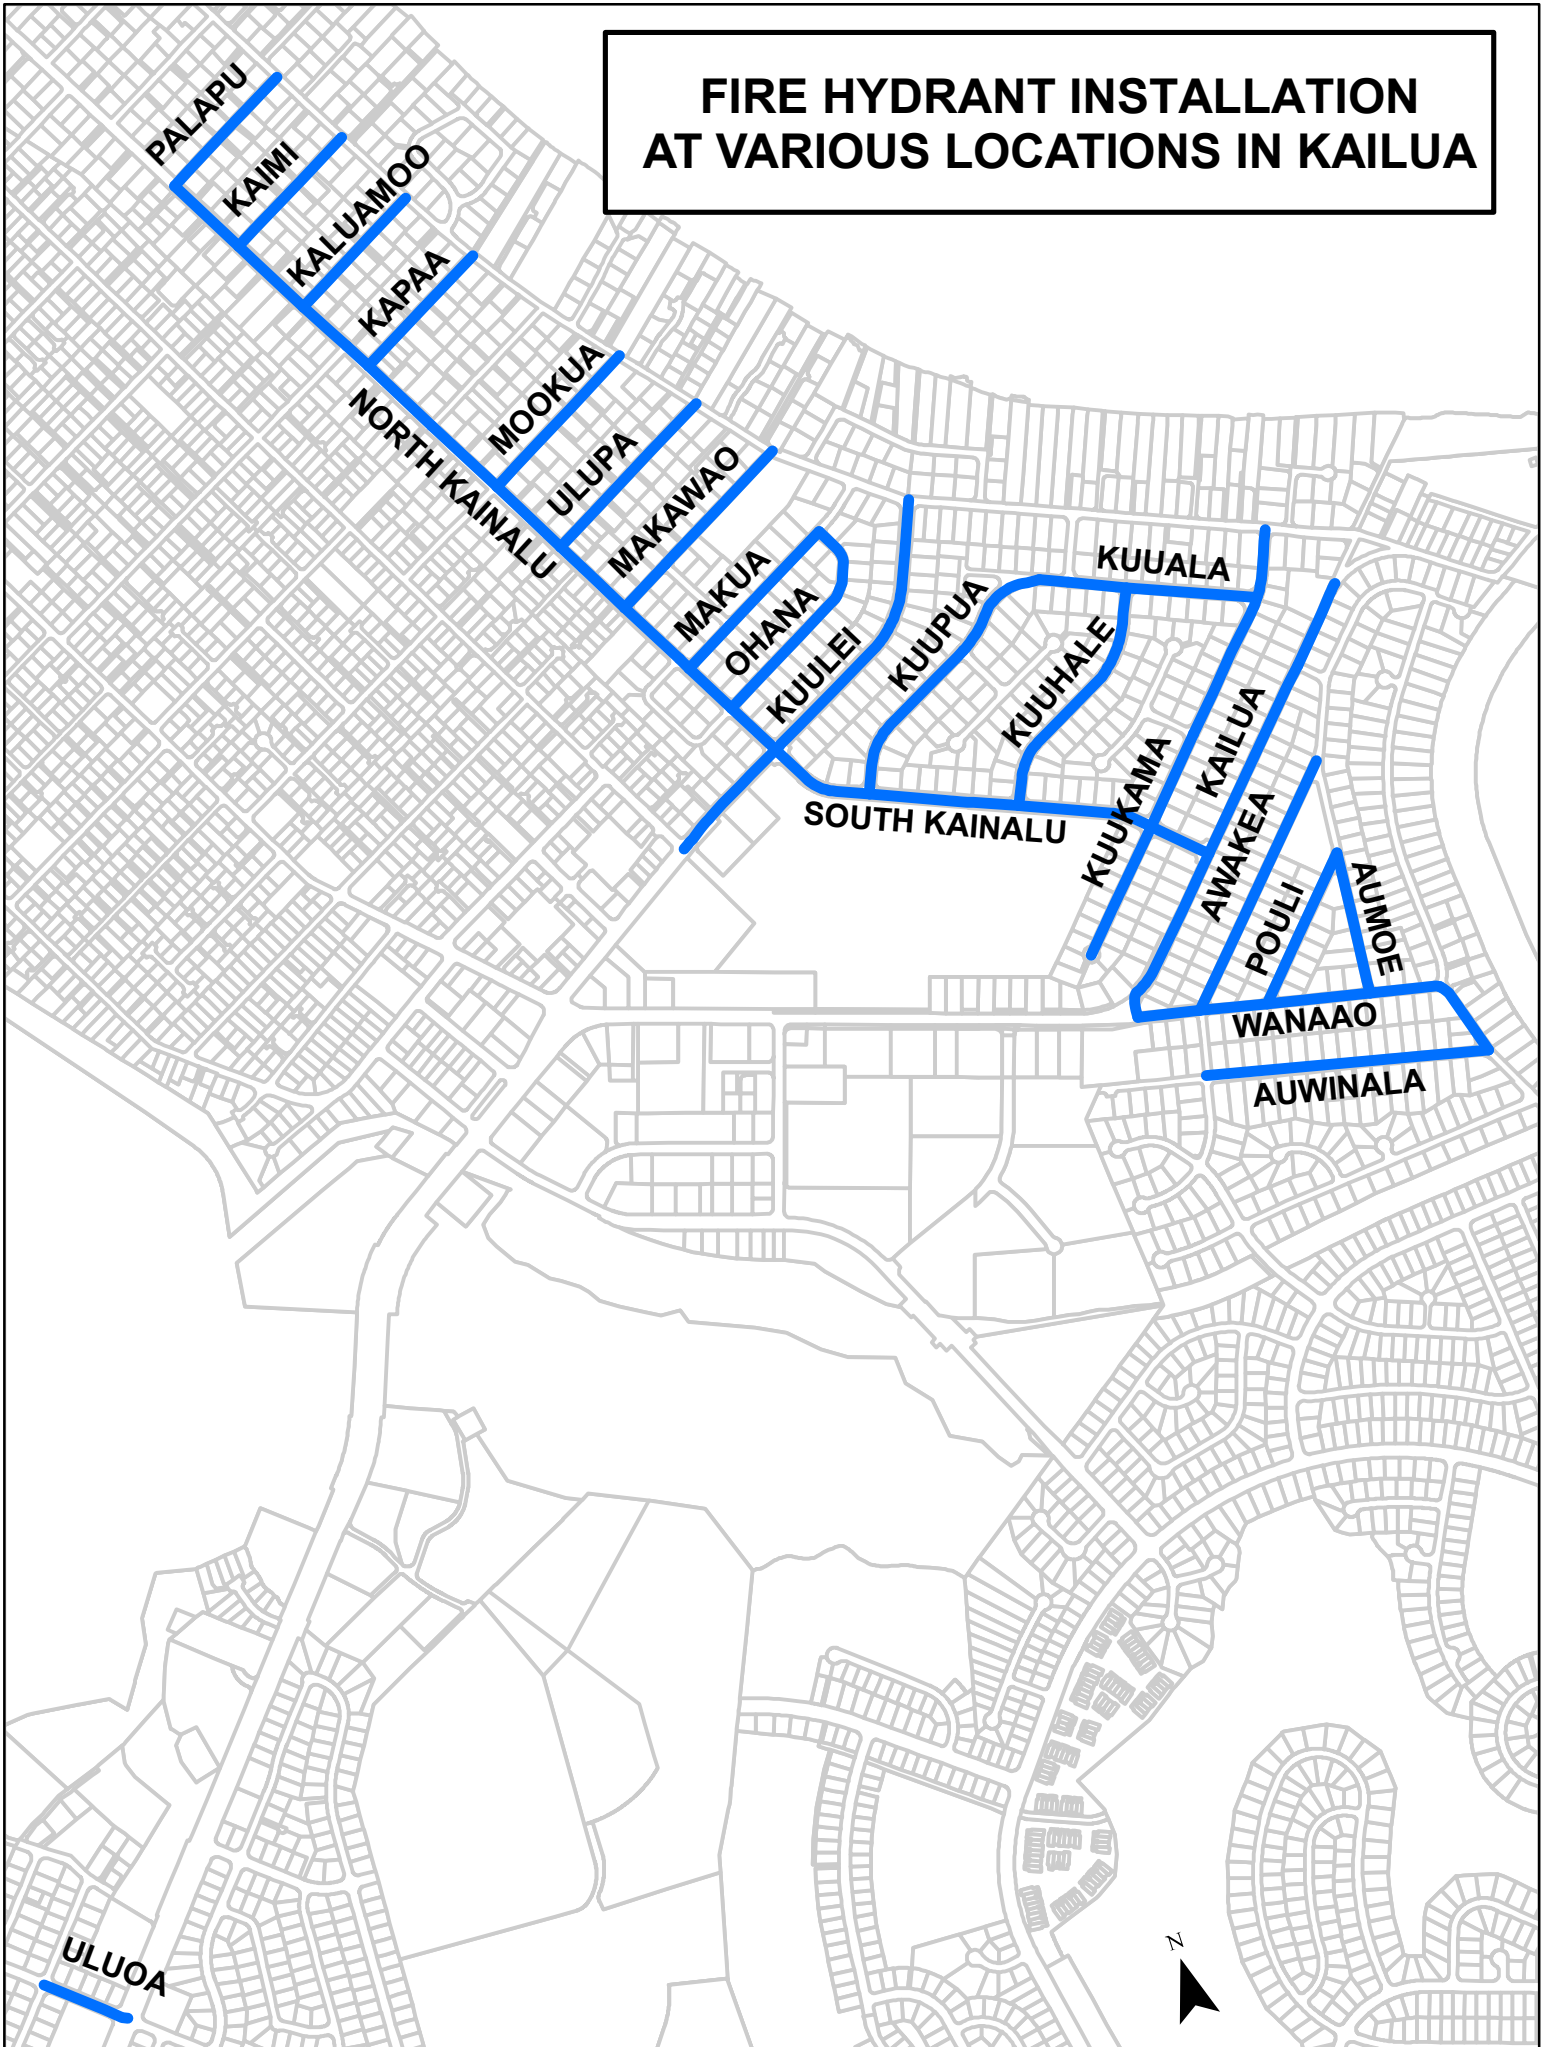 FIRE HYDRANT INSTALLATION
AT VARIOUS LOCATIONS IN KAILUA
PALAPU
KAIMI
KALUAMOO
KAPAA
MOOKUA
ULUPA
MAKAWAO
NORTH KAINALU
MAKUA
OHANA
KUULEI
KUUPUA
KUUALA
KUUHALE
SOUTH KAINALU
KUUKAMA
KAILUA
AWAKEA
POULI
AUMOE
WANAAO
AUWINALA
ULUOA
N